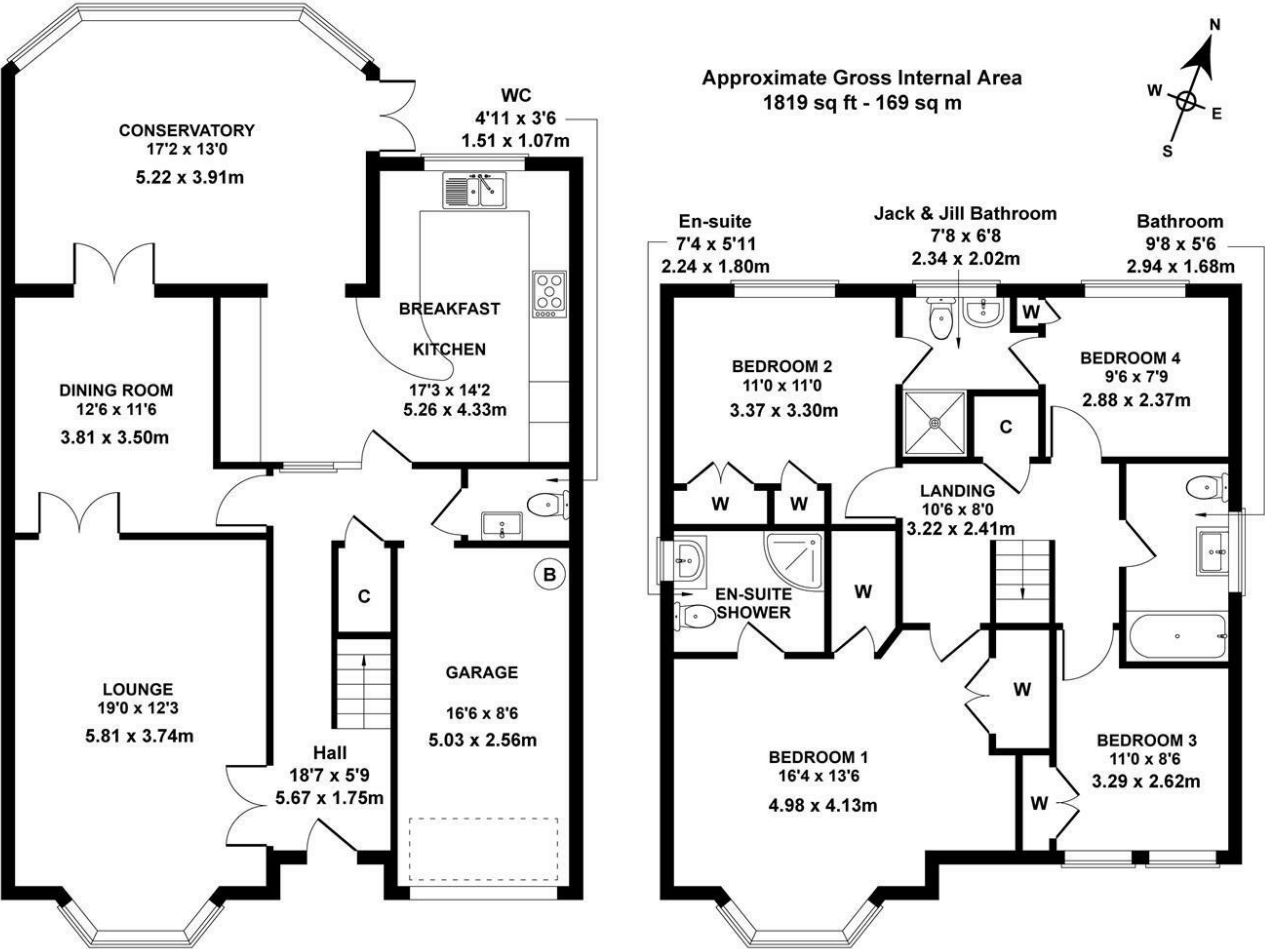 Approximate Gross Internal Area
1819 sq ft - 169 sq m
N
W
E
S
CONSERVATORY
17'2 x 13'0
5.22 x 3.91m
WC
4'11 x 3'6
1.51 x 1.07m
BREAKFAST
KITCHEN
17'3 x 14'2
5.26 x 4.33m
DINING ROOM
12'6 x 11'6
3.81 x 3.50m
B
C
LOUNGE
19'0 x 12'3
5.81 x 3.74m
GARAGE
16'6 x 8'6
5.03 x 2.56m
Hall
18'7 x 5'9
5.67 x 1.75m
En-suite
7'4 x 5'11
2.24 x 1.80m
Jack & Jill Bathroom
7'8 x 6'8
2.34 x 2.02m
Bathroom
9'8 x 5'6
2.94 x 1.68m
W
BEDROOM 2
11'0 x 11'0
3.37 x 3.30m
BEDROOM 4
9'6 x 7'9
2.88 x 2.37m
C
W
W
LANDING
10'6 x 8'0
3.22 x 2.41m
EN-SUITE
SHOWER
W
W
BEDROOM 1
16'4 x 13'6
4.98 x 4.13m
BEDROOM 3
11'0 x 8'6
3.29 x 2.62m
W